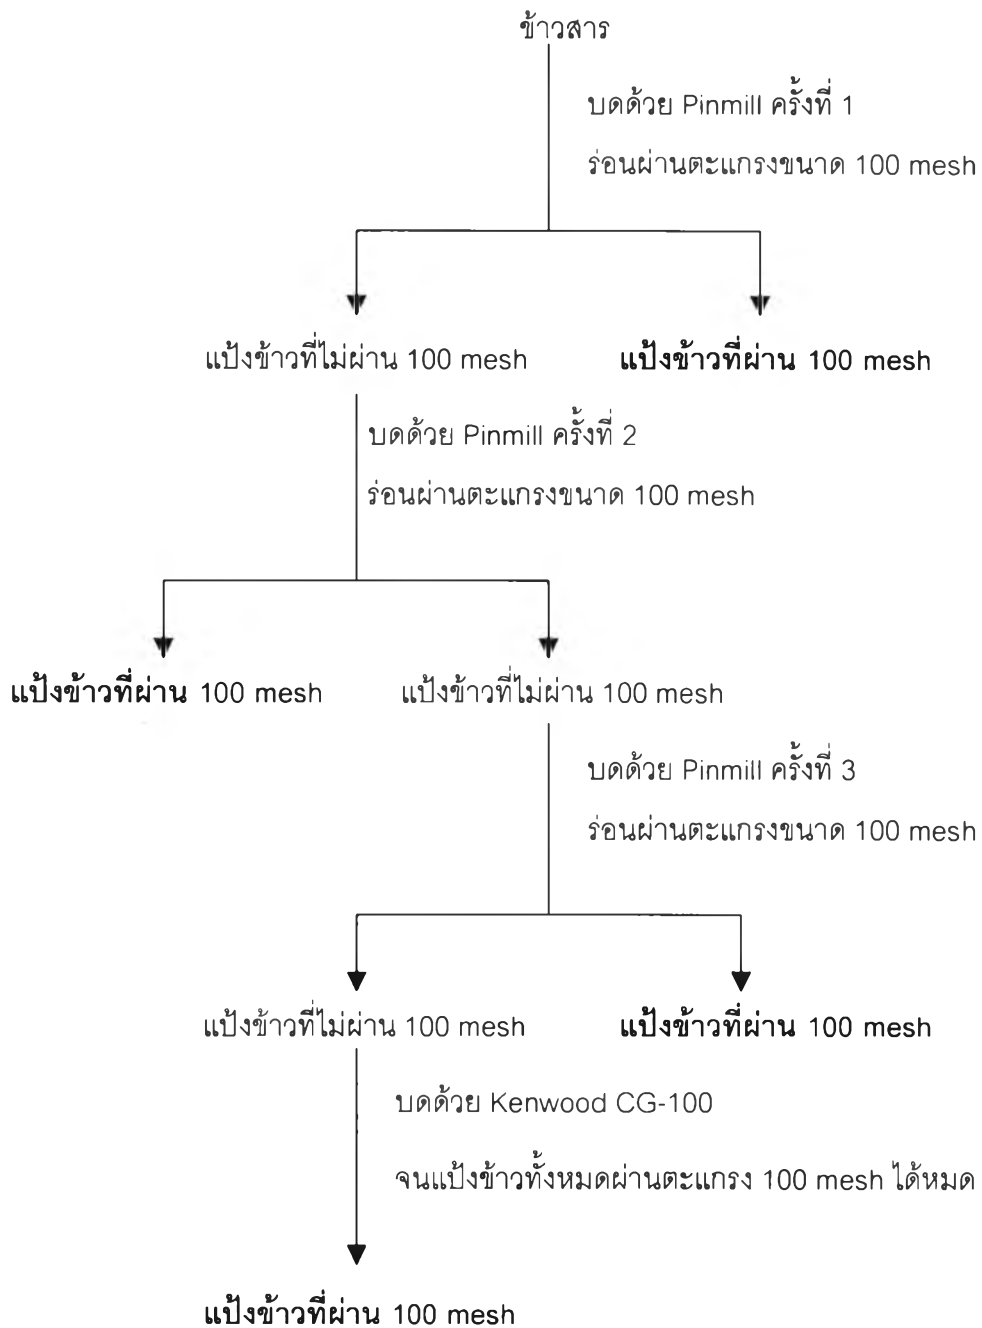 ข้าวสาร
บดด้วย Pinmill ครั้งที่ 1
ร่อนผ่านตะแกรงขนาด 100 mesh
แป้งข้าวที่ไม่ผ่าน 100 mesh
แป้งข้าวที่ผ่าน 100 mesh
บดด้วย Pinmill ครั้งที่ 2
ร่อนผ่านตะแกรงขนาด 100 mesh
แป้งข้าวที่ผ่าน 100 mesh
แป้งข้าวที่ไม่ผ่าน 100 mesh
บดด้วย Pinmill ครั้งที่ 3
ร่อนผ่านตะแกรงขนาด 100 mesh
แป้งข้าวที่ไม่ผ่าน 100 mesh
แป้งข้าวที่ผ่าน 100 mesh
บดด้วย Kenwood CG-100
จนแป้งข้าวทั้งหมดผ่านตะแกรง 100 mesh ได้หมด
แป้งข้าวที่ผ่าน 100 mesh